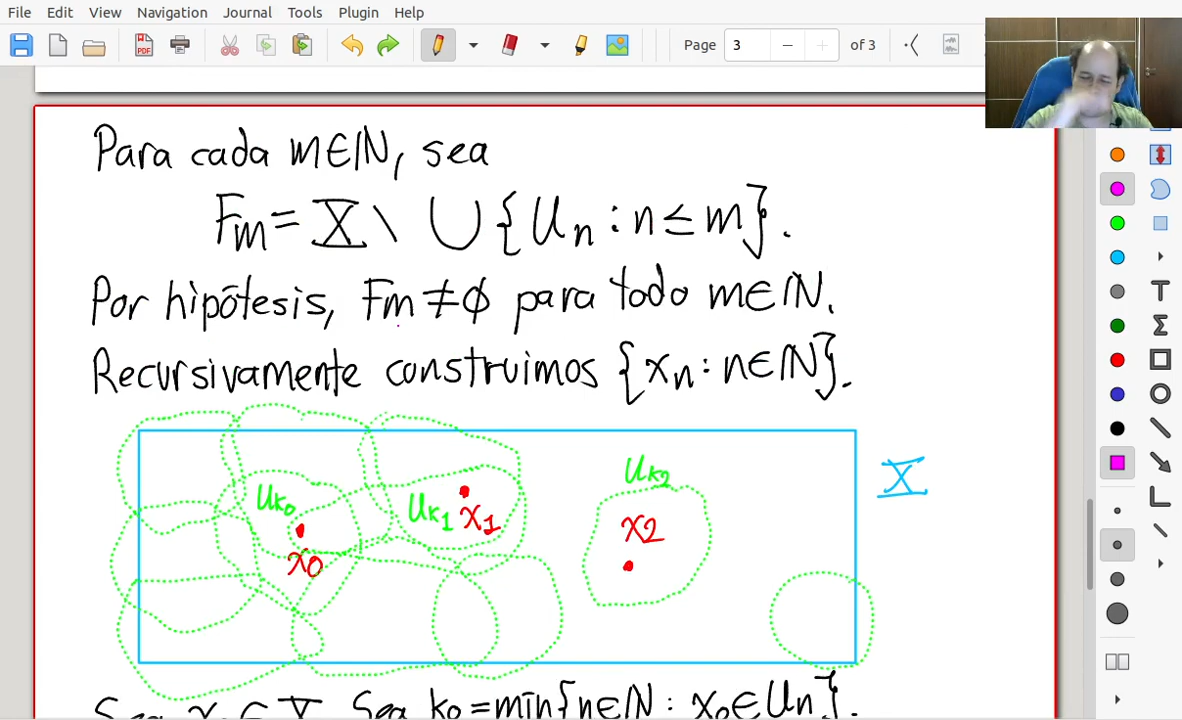 File Edit View Navigation Journal Tools Plugin Help
Page 3 of 3
Para cada m∈ℕ, sea
Fm = X \ ∪{Un : n ≤ m}.
Por hipótesis, Fm ≠ ∅ para todo m∈ℕ.
Recursivamente construimos {xn : n∈ℕ}.
Uk0 Uk1 x1 Uk2 X
x0 x2
Sea x0 ∈ X. Sea k0 = mín{n∈ℕ : x0∈Un}.